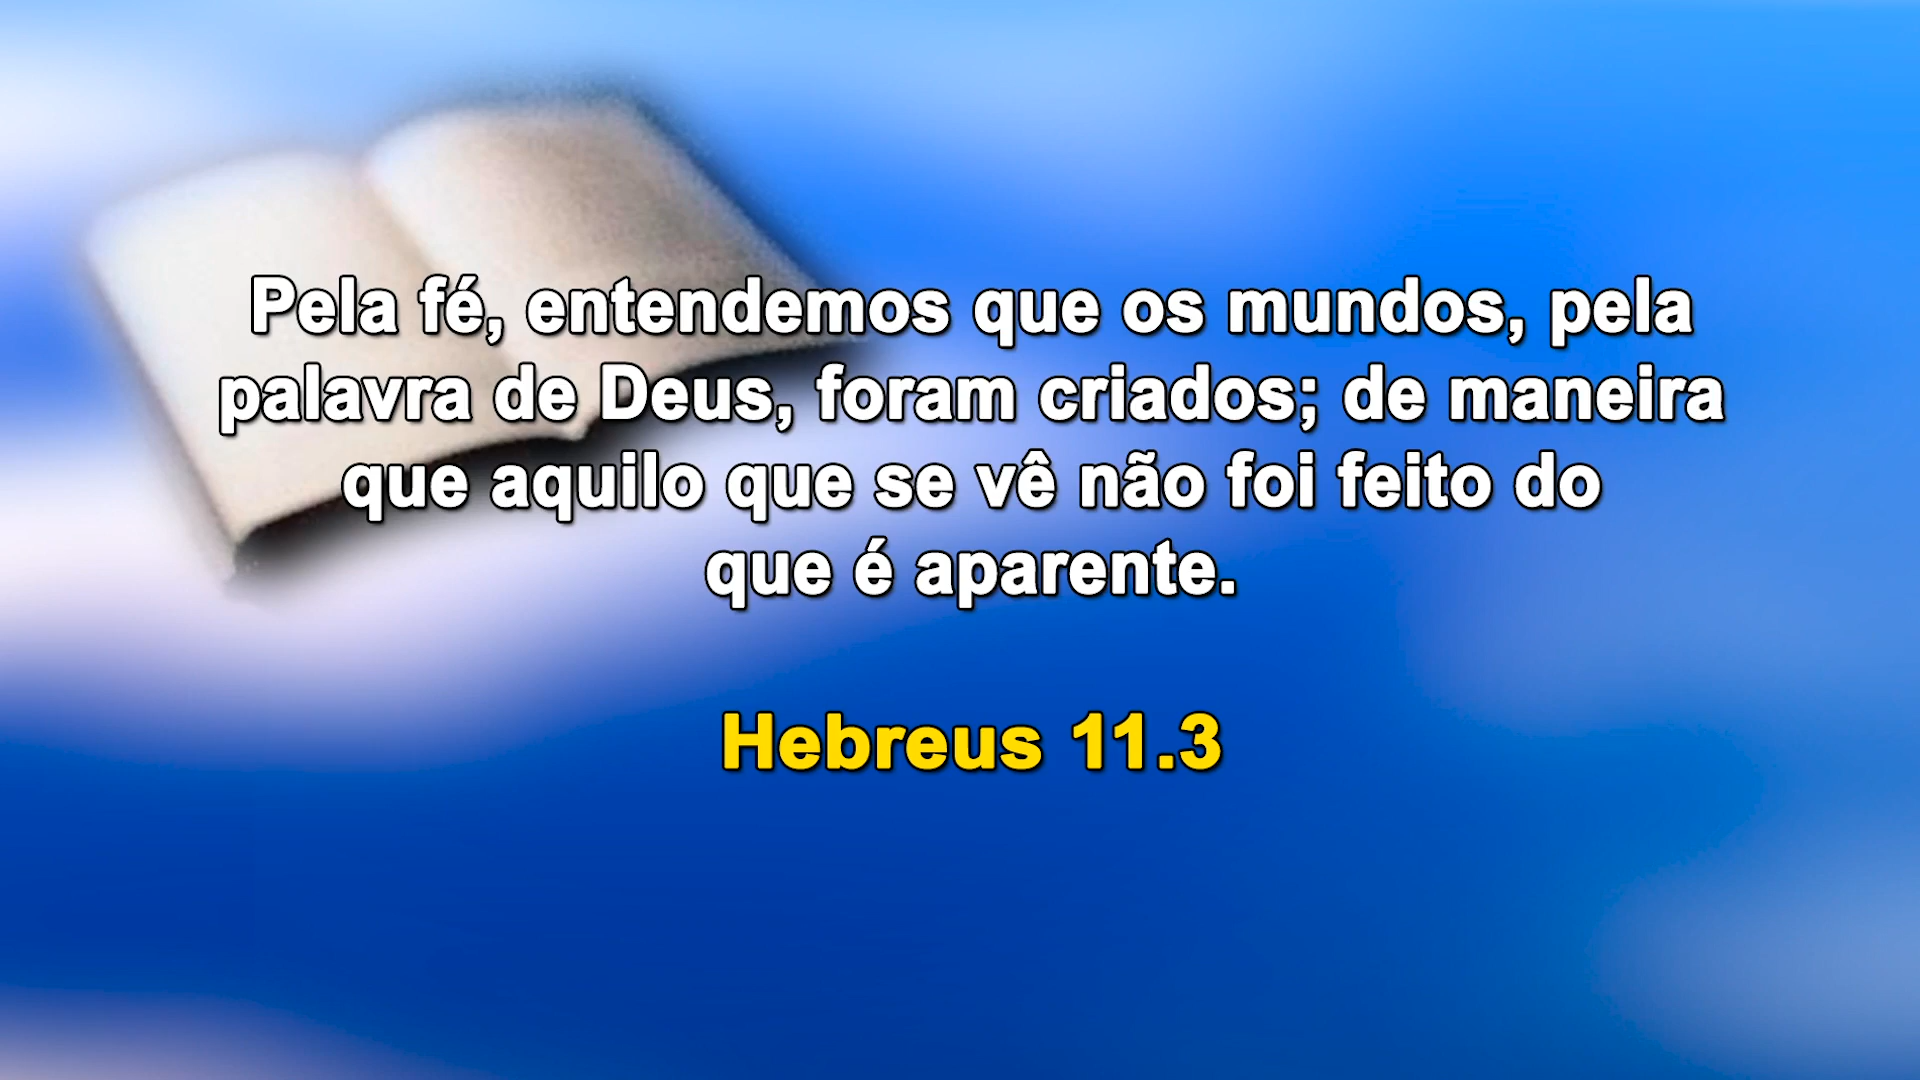 Pela fé, entendemos que os mundos, pela
palavra de Deus, foram criados; de maneira
que aquilo que se vê não foi feito do
que é aparente.
Hebreus 11.3